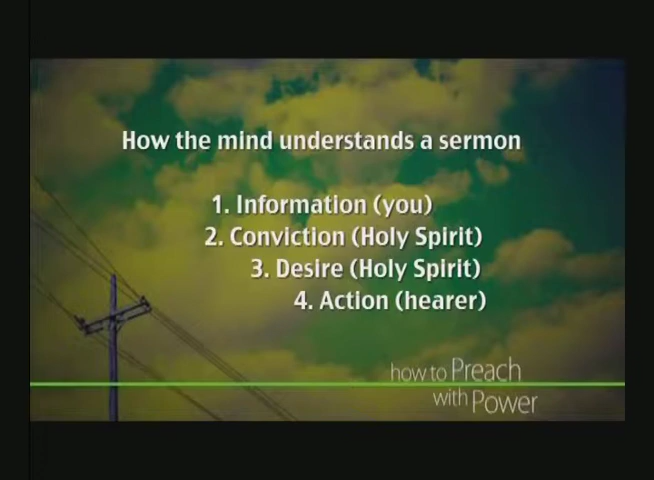 How the mind understands a sermon
1. Information (you)
2. Conviction (Holy Spirit)
3. Desire (Holy Spirit)
4. Action (hearer)
how to Preach
with Power